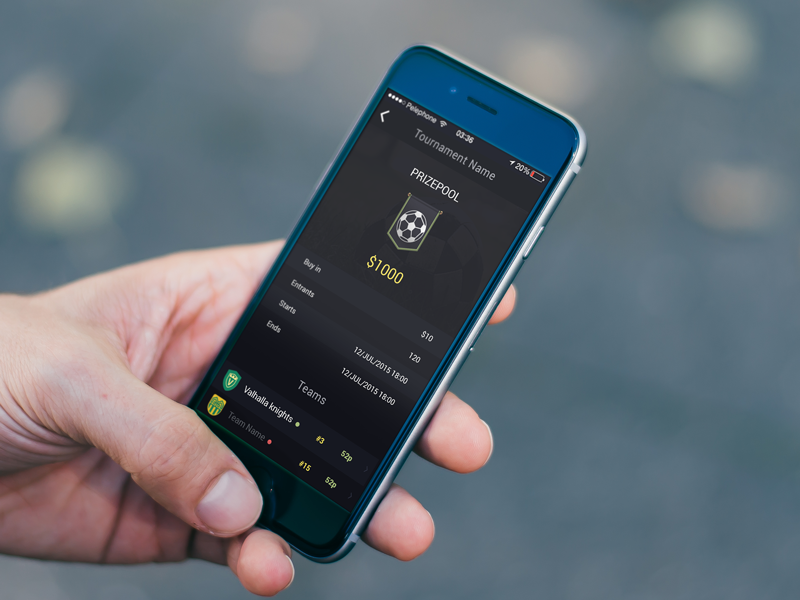 Pelephone 03:36 20%
Tournament Name
PRIZEPOOL
$1000
Buy in $10
Entrants 120
Starts 12/JUL/2015 18:00
Ends 12/JUL/2015 18:00
Teams
V Valhalla knights #3 52p
Team Name #15 52p